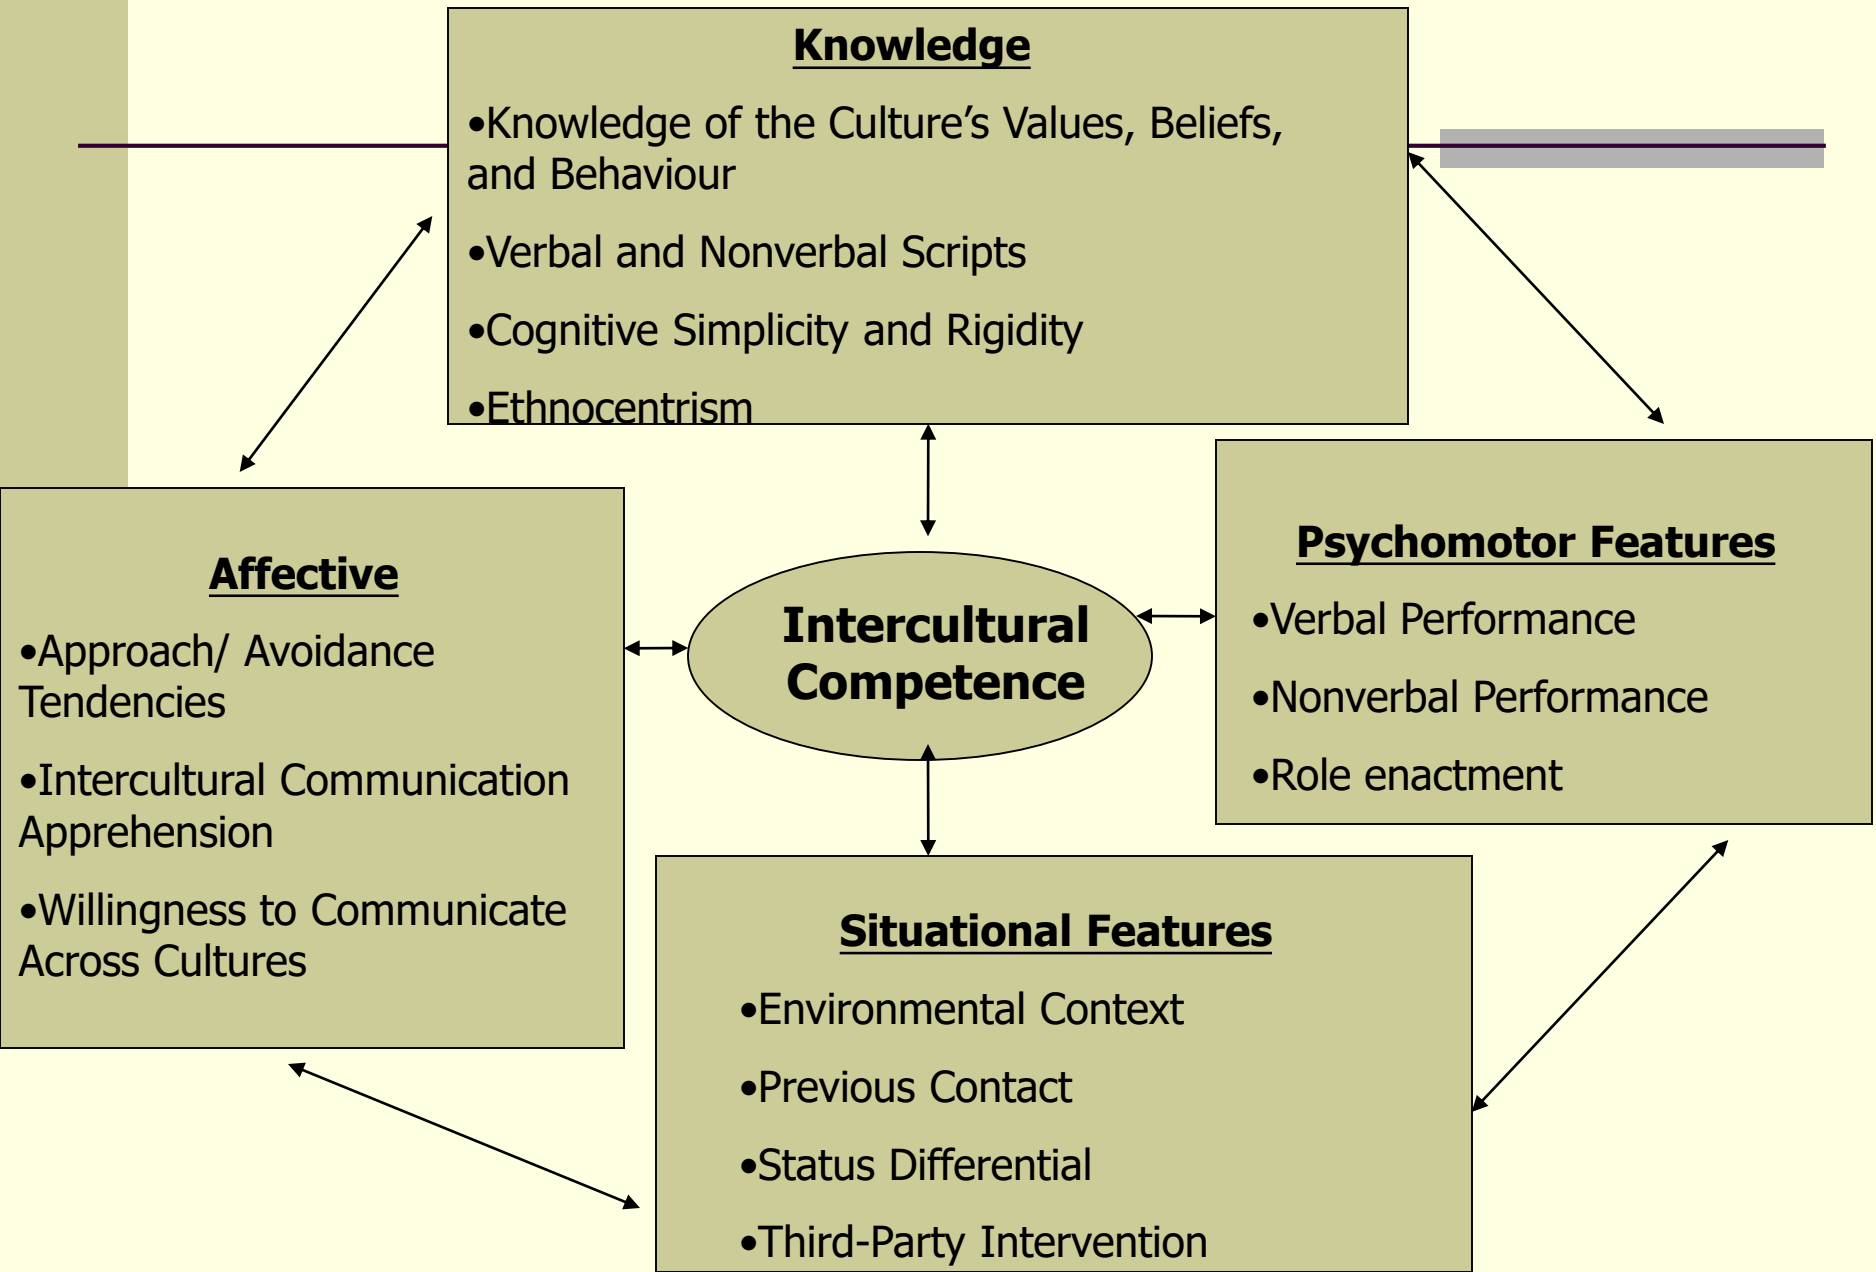 Knowledge
•Knowledge of the Culture’s Values, Beliefs,
and Behaviour
•Verbal and Nonverbal Scripts
•Cognitive Simplicity and Rigidity
•Ethnocentrism
Affective
•Approach/ Avoidance
Tendencies
•Intercultural Communication
Apprehension
•Willingness to Communicate
Across Cultures
Intercultural
Competence
Psychomotor Features
•Verbal Performance
•Nonverbal Performance
•Role enactment
Situational Features
•Environmental Context
•Previous Contact
•Status Differential
•Third-Party Intervention